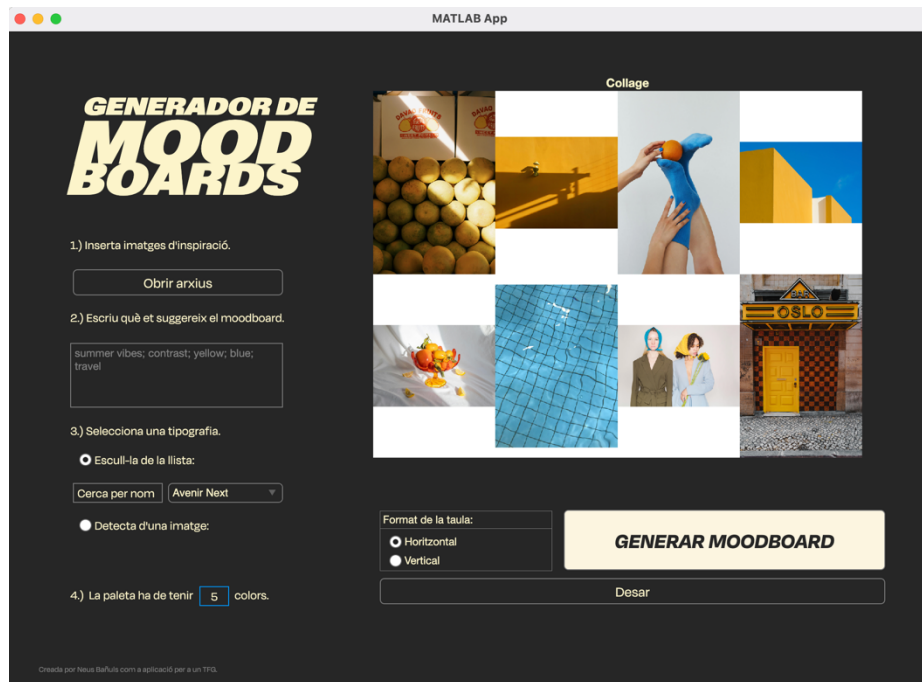 MATLAB App
GENERADOR DE
MOOD
BOARDS
1.) Inserta imatges d'inspiració.
Obrir arxius
2.) Escriu què et suggereix el moodboard.
summer vibes; contrast; yellow; blue;
travel
3.) Selecciona una tipografia.
Escull-la de la llista:
Cerca per nom
Avenir Next
Detecta d'una imatge:
4.) La paleta ha de tenir 5 colors.
Creada per Neus Bañuls com a aplicació per a un TFG.
Collage
OSLO
Format de la taula:
Horitzontal
Vertical
GENERAR MOODBOARD
Desar